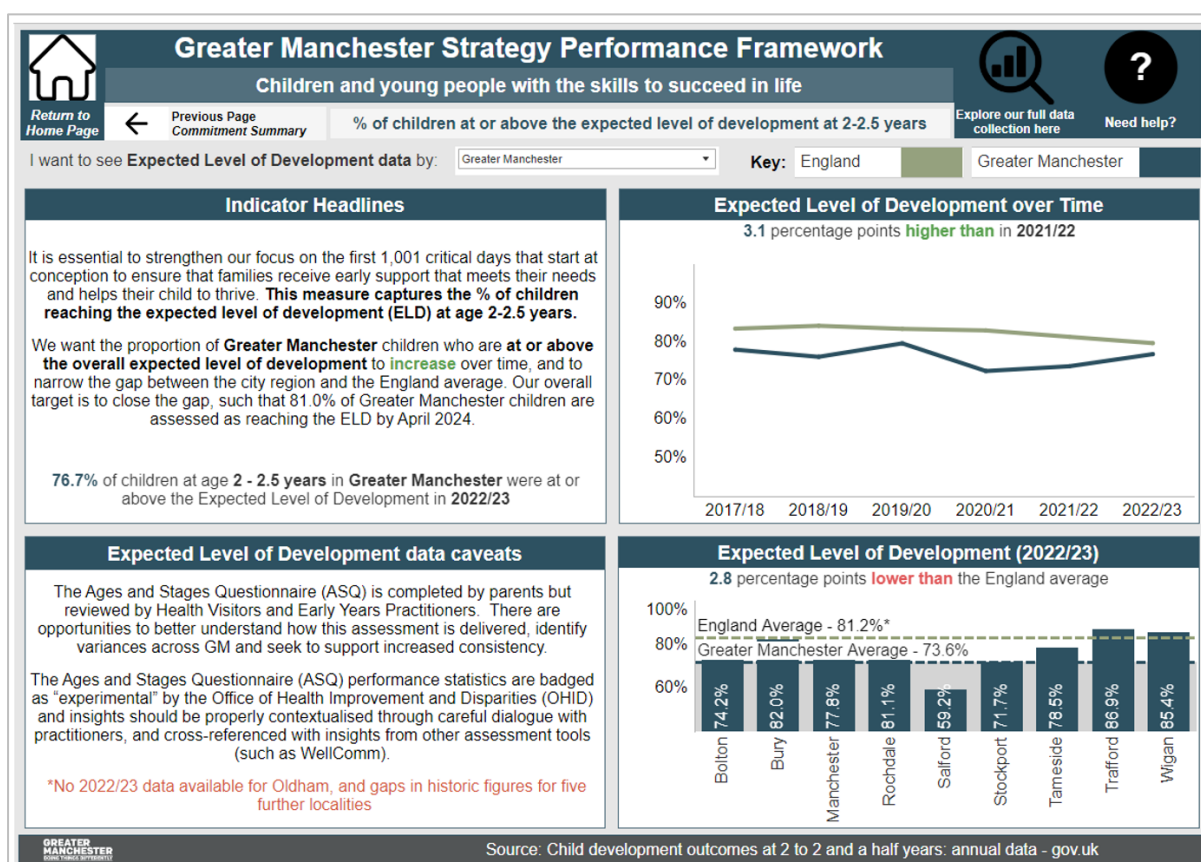 Greater Manchester Strategy Performance Framework
Children and young people with the skills to succeed in life
Return to
Home Page
Previous Page
Commitment Summary
% of children at or above the expected level of development at 2-2.5 years
Explore our full data
collection here
?
Need help?
I want to see Expected Level of Development data by:
Greater Manchester
Key:
England
Greater Manchester
Indicator Headlines
It is essential to strengthen our focus on the first 1,001 critical days that start at
conception to ensure that families receive early support that meets their needs
and helps their child to thrive. This measure captures the % of children
reaching the expected level of development (ELD) at age 2-2.5 years.
We want the proportion of Greater Manchester children who are at or above
the overall expected level of development to increase over time, and to
narrow the gap between the city region and the England average. Our overall
target is to close the gap, such that 81.0% of Greater Manchester children are
assessed as reaching the ELD by April 2024.
76.7% of children at age 2 - 2.5 years in Greater Manchester were at or
above the Expected Level of Development in 2022/23
Expected Level of Development over Time
3.1 percentage points higher than in 2021/22
90%
80%
70%
60%
50%
2017/18 2018/19 2019/20 2020/21 2021/22 2022/23
Expected Level of Development data caveats
The Ages and Stages Questionnaire (ASQ) is completed by parents but
reviewed by Health Visitors and Early Years Practitioners. There are
opportunities to better understand how this assessment is delivered, identify
variances across GM and seek to support increased consistency.
The Ages and Stages Questionnaire (ASQ) performance statistics are badged
as "experimental" by the Office of Health Improvement and Disparities (OHID)
and insights should be properly contextualised through careful dialogue with
practitioners, and cross-referenced with insights from other assessment tools
(such as WellComm).
*No 2022/23 data available for Oldham, and gaps in historic figures for five
further localities
Expected Level of Development (2022/23)
2.8 percentage points lower than the England average
100%
80%
60%
England Average - 81.2%*
Greater Manchester Average - 73.6%
74.2% 82.0% 77.8% 81.1% 59.2% 71.7% 78.5% 86.9% 85.4%
Bolton Bury Manchester Rochdale Salford Stockport Tameside Trafford Wigan
GREATER
MANCHESTER
DOING THINGS DIFFERENTLY
Source: Child development outcomes at 2 to 2 and a half years: annual data - gov.uk